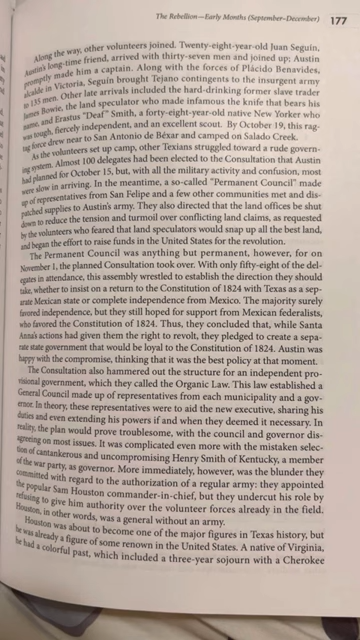 The Rebellion—Early Months (September–December) 177
Along the way, other volunteers joined. Twenty-eight-year-old Juan Seguin,
Austin's long-time friend, arrived with thirty-seven men and joined up; Austin
promptly made him a captain. Along with the forces of Plácido Benavides,
alcalde in Victoria, Seguin brought Tejano contingents to the insurgent army
to 135 men. Other late arrivals included the hard-drinking former slave trader
James Bowie, the land speculator who made infamous the knife that bears his
name, and Erastus "Deaf" Smith, a forty-eight-year-old native New Yorker who
was tough, fiercely independent, and an excellent scout. By October 19, this rag-
tag force drew near to San Antonio de Béxar and camped on Salado Creek.
As the volunteers set up camp, other Texians struggled toward a rude govern-
ing system. Almost 100 delegates had been elected to the Consultation that Austin
had planned for October 15, but, with all the military activity and confusion, most
were slow in arriving. In the meantime, a so-called "Permanent Council" made
up of representatives from San Felipe and a few other communities met and dis-
patched supplies to Austin's army. They also directed that the land offices be shut
down to reduce the tension and turmoil over conflicting land claims, as requested
by the volunteers who feared that land speculators would snap up all the best land,
and began the effort to raise funds in the United States for the revolution.
The Permanent Council was anything but permanent, however, for on
November 1, the planned Consultation took over. With only fifty-eight of the del-
egates in attendance, this assembly wrestled to establish the direction they should
take, whether to insist on a return to the Constitution of 1824 with Texas as a sep-
arate Mexican state or complete independence from Mexico. The majority surely
favored independence, but they still hoped for support from Mexican federalists,
who favored the Constitution of 1824. Thus, they concluded that, while Santa
Anna's actions had given them the right to revolt, they pledged to create a sepa-
rate state government that would be loyal to the Constitution of 1824. Austin was
happy with the compromise, thinking that it was the best policy at that moment.
The Consultation also hammered out the structure for an independent pro-
visional government, which they called the Organic Law. This law established a
General Council made up of representatives from each municipality and a gov-
ernor. In theory, these representatives were to aid the new executive, sharing his
duties and even extending his powers if and when they deemed it necessary. In
reality, the plan would prove troublesome, with the council and governor dis-
agreeing on most issues. It was complicated even more with the mistaken selec-
tion of cantankerous and uncompromising Henry Smith of Kentucky, a member
of the war party, as governor. More immediately, however, was the blunder they
committed with regard to the authorization of a regular army: they appointed
the popular Sam Houston commander-in-chief, but they undercut his role by
refusing to give him authority over the volunteer forces already in the field.
Houston, in other words, was a general without an army.
Houston was about to become one of the major figures in Texas history, but
he was already a figure of some renown in the United States. A native of Virginia,
he had a colorful past, which included a three-year sojourn with a Cherokee